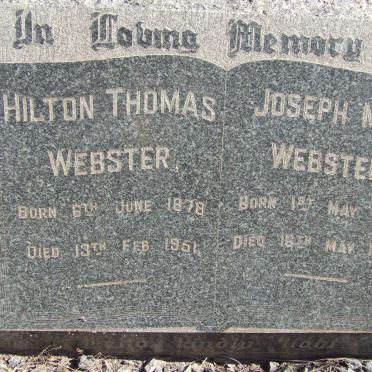 In Loving Memory
HILTON THOMAS
WEBSTER,
BORN 6TH JUNE 1878
DIED 13TH FEB. 1951.
JOSEPH
WEBSTE
BORN 1ST MAY
DIED 18TH MAY